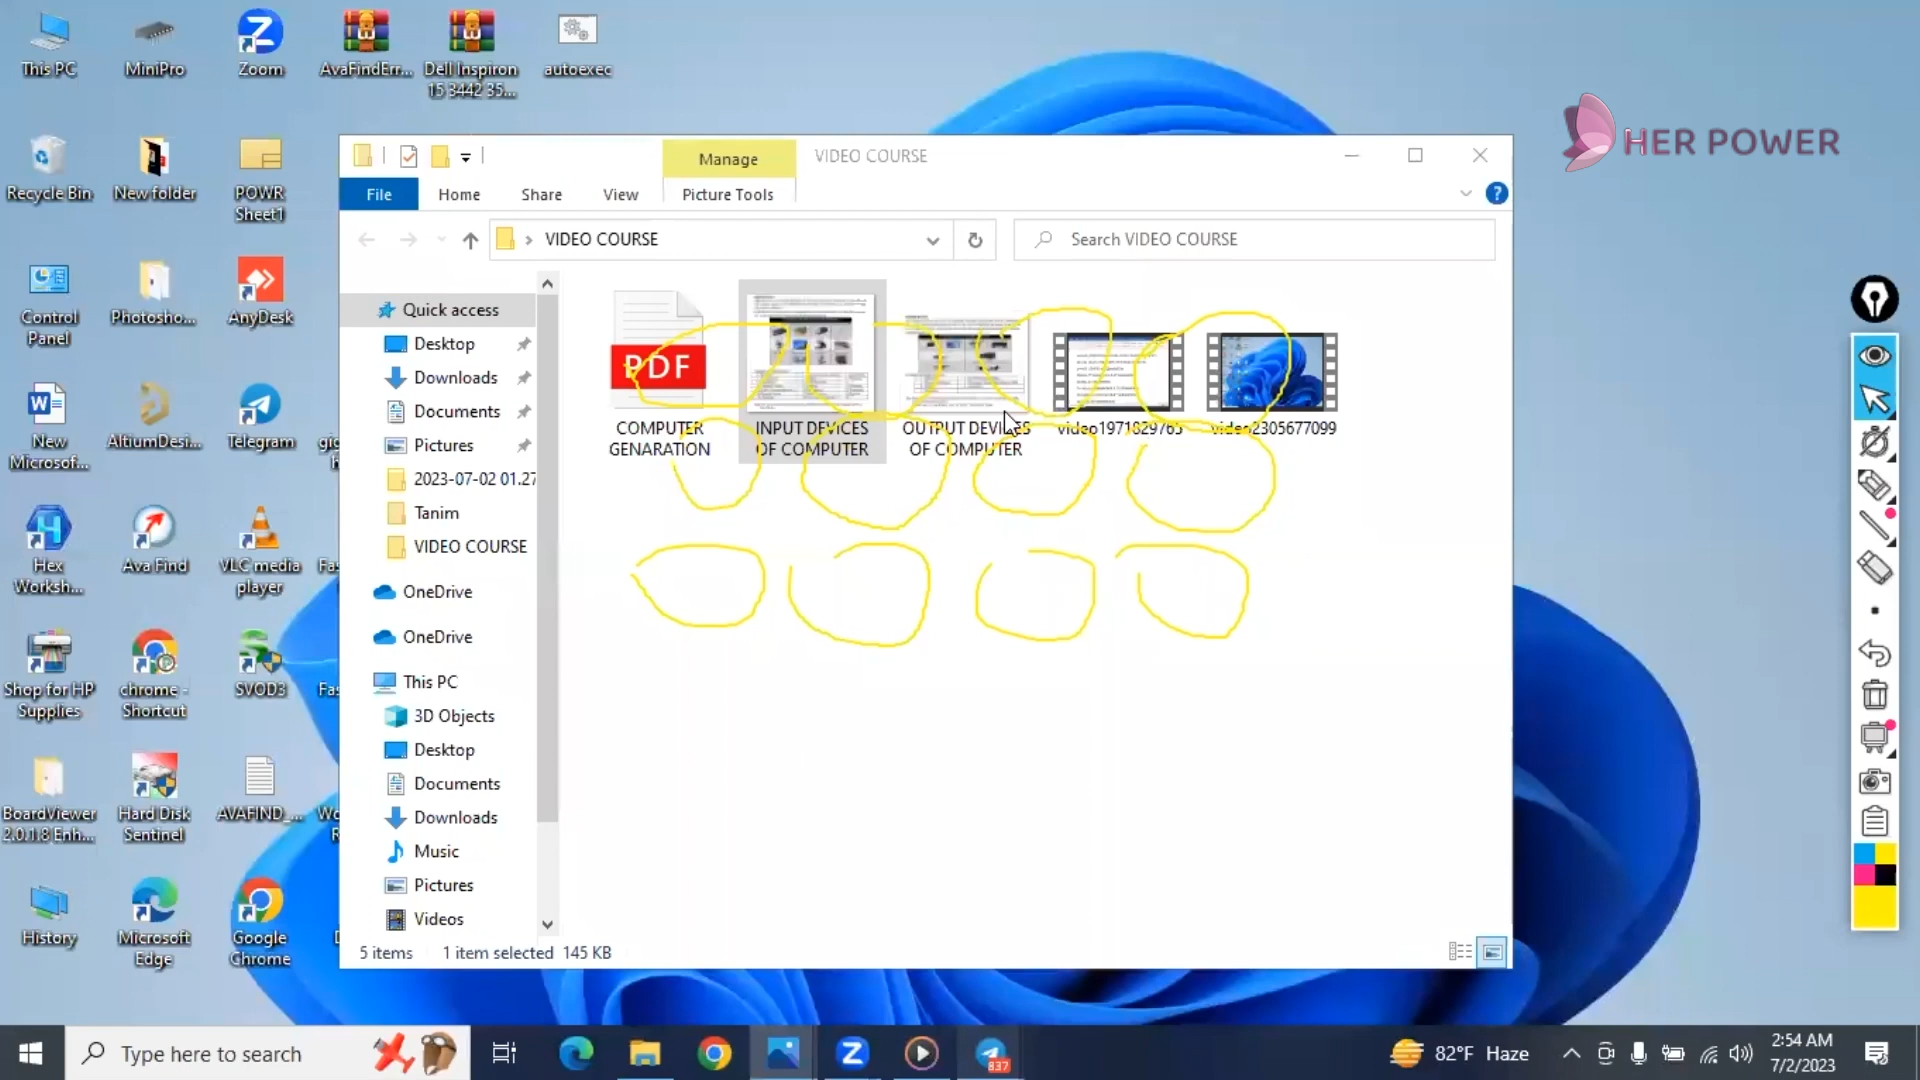 This PC
MiniPro
Zoom
AvaFindErr...
Dell Inspiron
15 3442 35...
autoexec
HER POWER
Recycle Bin
New folder
POWR
Sheet1
Manage
VIDEO COURSE
File
Home
Share
View
Picture Tools
VIDEO COURSE
Search VIDEO COURSE
Control
Panel
Photosho...
AnyDesk
Quick access
Desktop
Downloads
Documents
Pictures
2023-07-02 01.27
Tanim
VIDEO COURSE
OneDrive
OneDrive
This PC
3D Objects
Desktop
Documents
Downloads
Music
Pictures
Videos
PDF
COMPUTER
GENARATION
INPUT DEVICES
OF COMPUTER
OUTPUT DEVICES
OF COMPUTER
video1971829765
video2305677099
New
Microsof...
AltiumDesi...
Telegram
Hex
Worksh...
Ava Find
VLC media
player
Shop for HP
Supplies
chrome -
Shortcut
SVOD3
BoardViewer
2.0.1.8 Enh...
Hard Disk
Sentinel
AVAFIND_...
History
Microsoft
Edge
Google
Chrome
5 items
1 item selected 145 KB
Type here to search
837
82°F Haze
2:54 AM
7/2/2023